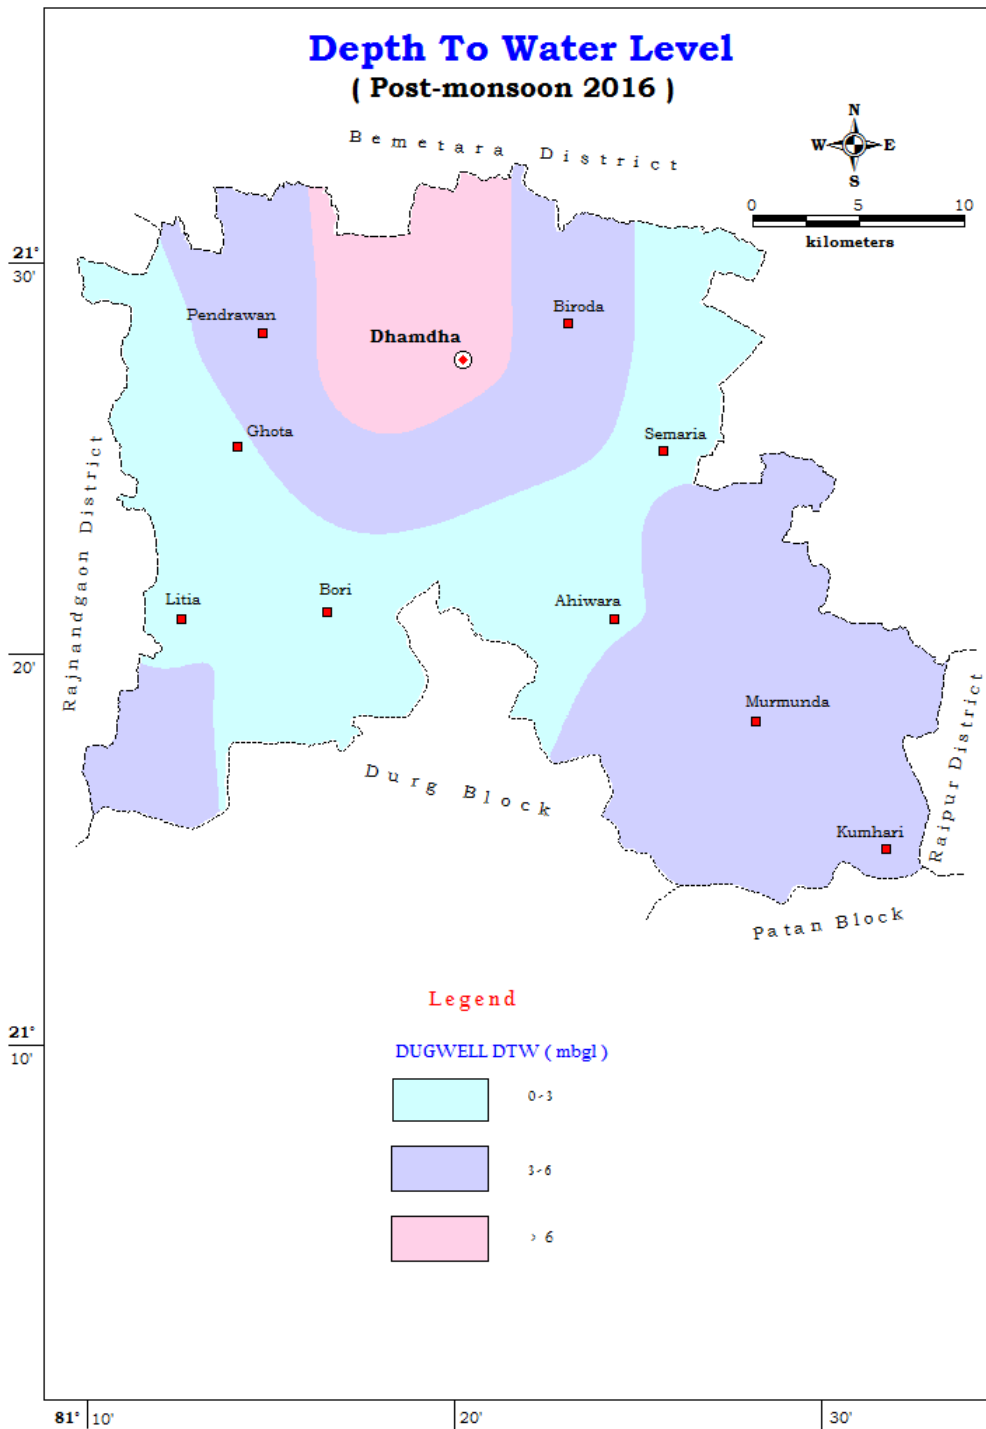 Depth To Water Level
( Post-monsoon 2016 )
Bemetara District
N
W E
S
0 5 10
kilometers
21°
30'
Pendrawan
Biroda
Dhamdha
Ghota
Semaria
Rajnandgaon District
Litia
Bori
Ahiwara
20'
Murmunda
Raipur District
Durg Block
Kumhari
Patan Block
Legend
21°
10'
DUGWELL DTW ( mbgl )
0-3
3-6
> 6
81° 10' 20' 30'